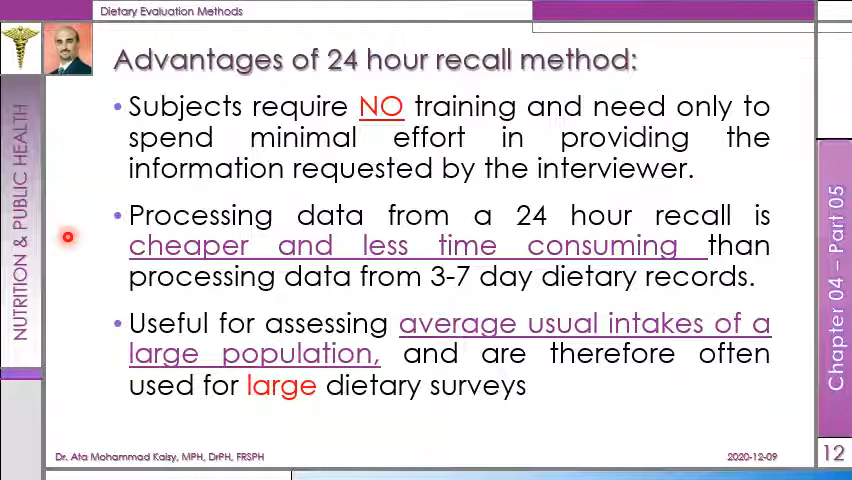 Dietary Evaluation Methods
Advantages of 24 hour recall method:
• Subjects require NO training and need only to
spend minimal effort in providing the
information requested by the interviewer.
• Processing data from a 24 hour recall is
cheaper and less time consuming than
processing data from 3-7 day dietary records.
• Useful for assessing average usual intakes of a
large population, and are therefore often
used for large dietary surveys
NUTRITION & PUBLIC HEALTH
Chapter 04 – Part 05
Dr. Ata Mohammad Kaisy, MPH, DrPH, FRSPH
2020-12-09
12